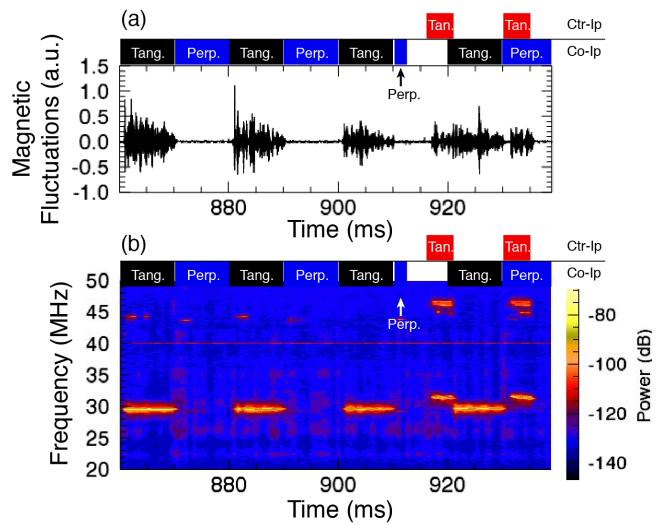 (a) Tan. Tan. Ctr-Ip
Tang. Perp. Tang. Perp. Tang. Tang. Perp. Co-Ip
1.5
1.0
0.5
0.0
-0.5
-1.0
Magnetic
Fluctuations (a.u.)
Perp.
880 900 920
Time (ms)
(b) Tan. Tan. Ctr-Ip
Tang. Perp. Tang. Perp. Tang. Tang. Perp. Co-Ip
50
45
40
35
30
25
20
Frequency (MHz)
Perp.
-80
-100
-120
-140
Power (dB)
880 900 920
Time (ms)